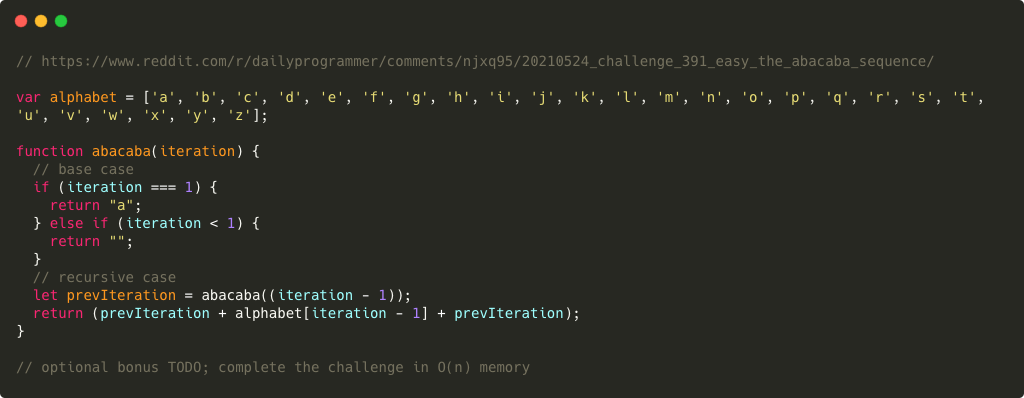 // https://www.reddit.com/r/dailyprogrammer/comments/njxq95/20210524_challenge_391_easy_the_abacaba_sequence/

var alphabet = ['a', 'b', 'c', 'd', 'e', 'f', 'g', 'h', 'i', 'j', 'k', 'l', 'm', 'n', 'o', 'p', 'q', 'r', 's', 't',
'u', 'v', 'w', 'x', 'y', 'z'];

function abacaba(iteration) {
  // base case
  if (iteration === 1) {
    return "a";
  } else if (iteration < 1) {
    return "";
  }
  // recursive case
  let prevIteration = abacaba((iteration - 1));
  return (prevIteration + alphabet[iteration - 1] + prevIteration);
}

// optional bonus TODO; complete the challenge in O(n) memory